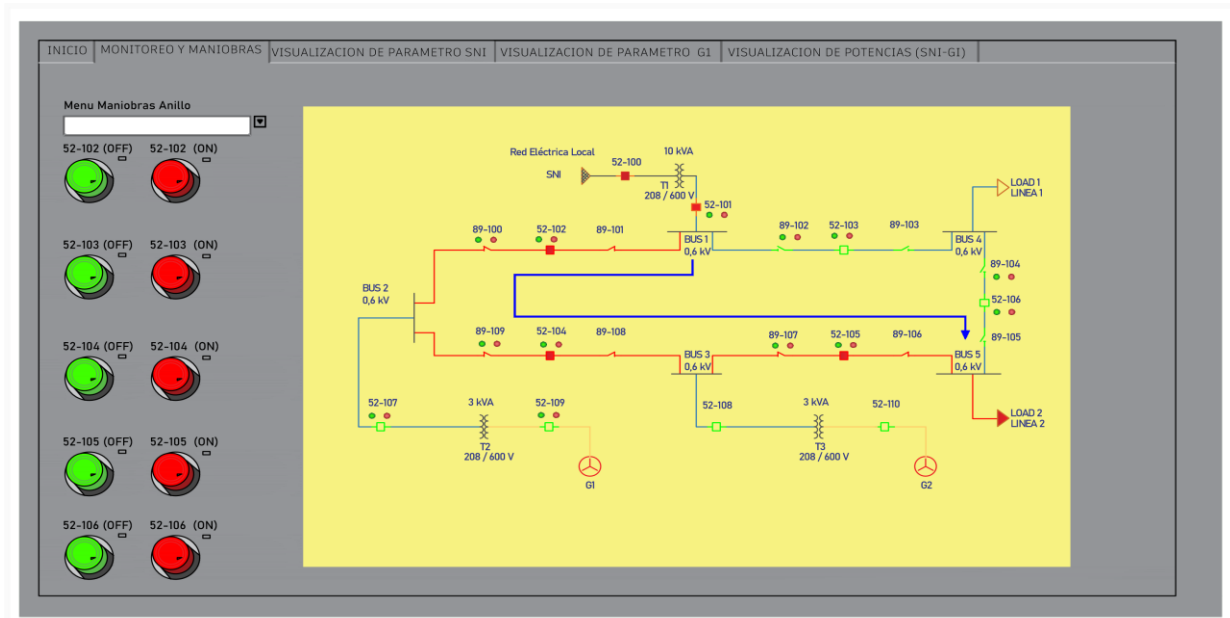 INICIO
MONITOREO Y MANIOBRAS
VISUALIZACION DE PARAMETRO SNI
VISUALIZACION DE PARAMETRO G1
VISUALIZACION DE POTENCIAS (SNI-GI)
Menu Maniobras Anillo
52-102 (OFF)
52-102 (ON)
52-103 (OFF)
52-103 (ON)
52-104 (OFF)
52-104 (ON)
52-105 (OFF)
52-105 (ON)
52-106 (OFF)
52-106 (ON)
Red Eléctrica Local
SNI
52-100
10 kVA
T1
208 / 600 V
52-101
LOAD 1
LINEA 1
89-100
52-102
89-101
BUS 1
0,6 kV
89-102
52-103
89-103
BUS 4
0,6 kV
89-104
52-106
89-105
BUS 2
0,6 kV
89-109
52-104
89-108
BUS 3
0,6 kV
89-107
52-105
89-106
BUS 5
0,6 kV
52-107
3 kVA
T2
208 / 600 V
52-109
G1
52-108
3 kVA
T3
208 / 600 V
52-110
G2
LOAD 2
LINEA 2